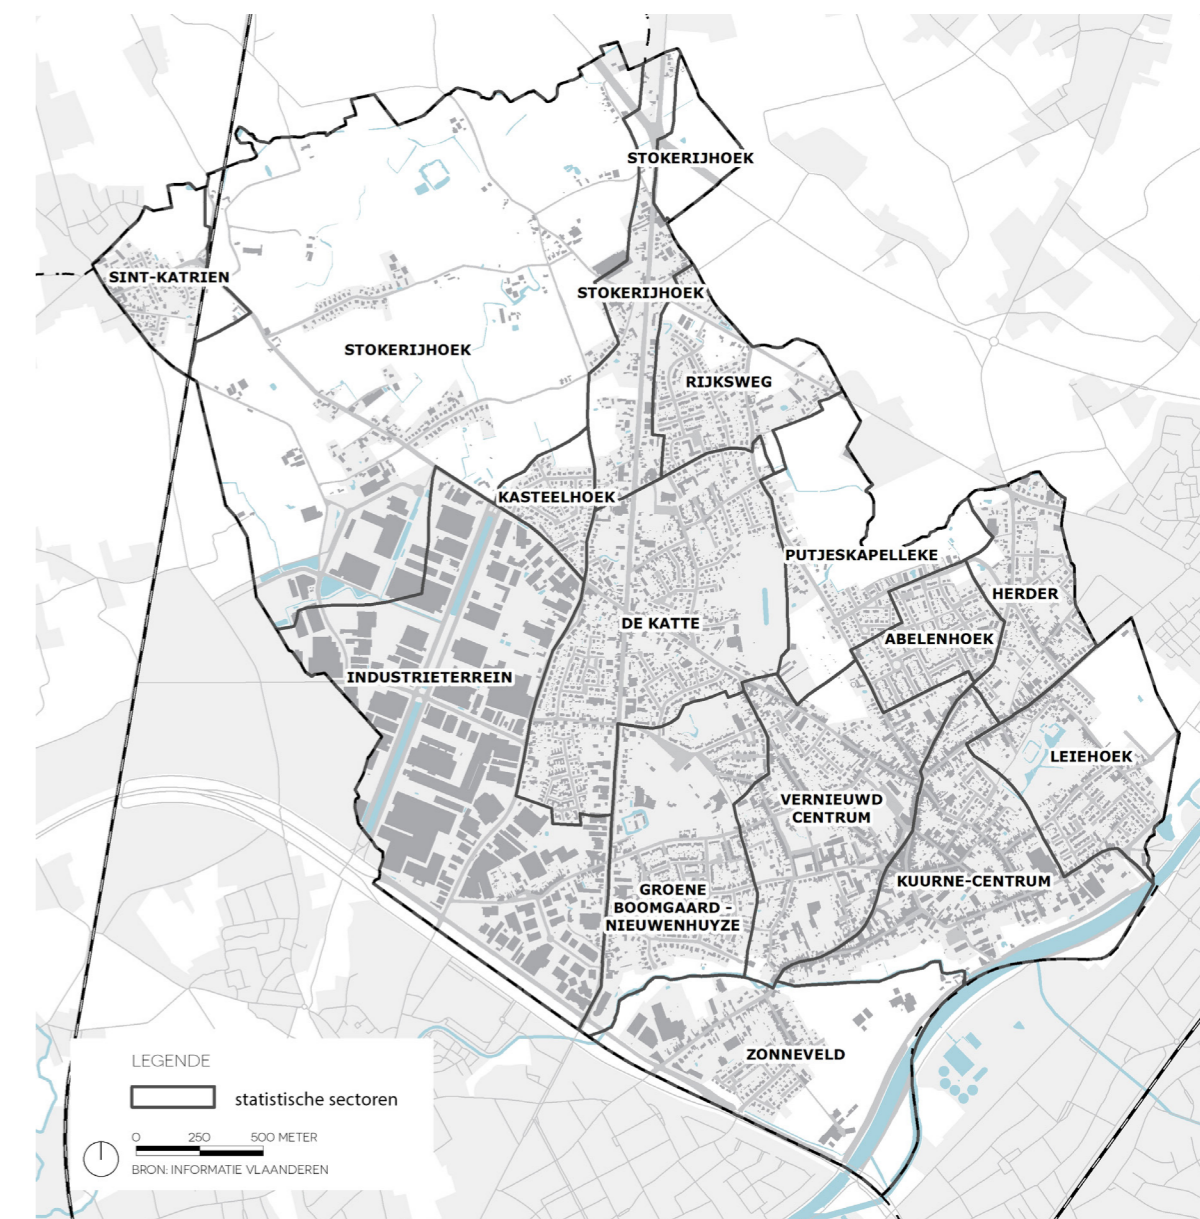 STOKERIJHOEK
SINT-KATRIEN
STOKERIJHOEK
STOKERIJHOEK
RIJKSWEG
KASTEELHOEK
PUTJESKAPELLEKE
HERDER
DE KATTE
ABELENHOEK
INDUSTRIETERREIN
LEIEHOEK
VERNIEUWD
CENTRUM
KUURNE-CENTRUM
GROENE
BOOMGAARD -
NIEUWENHUYZE
ZONNEVELD
LEGENDE
statistische sectoren
0 250 500 METER
BRON: INFORMATIE VLAANDEREN